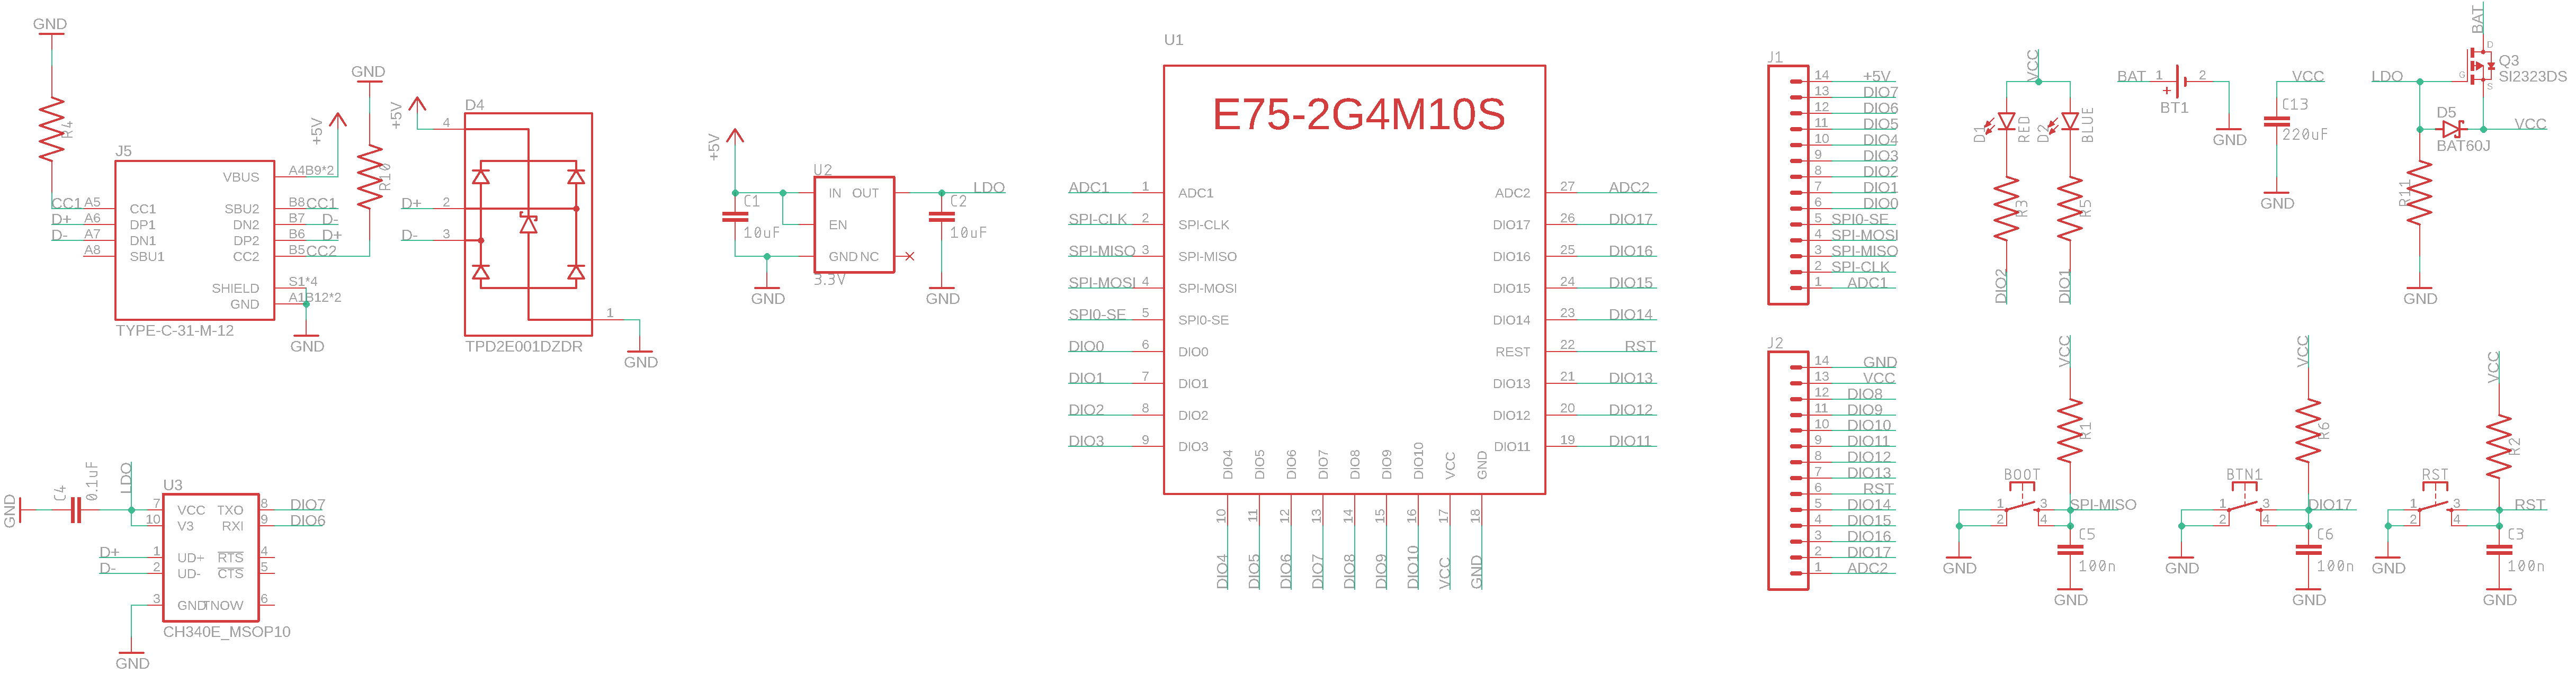 GND
R4
J5
CC1 A5 CC1
D+ A6 DP1
D- A7 DN1
A8 SBU1
VBUS A4B9*2
SBU2 B8 CC1
DN2 B7 D-
DP2 B6 D+
CC2 B5 CC2
SHIELD S1*4
GND A1B12*2
TYPE-C-31-M-12
GND
+5V
GND
R10
+5V
D4
4
D+ 2
D- 3
1
TPD2E001DZDR
GND
+5V
C1
10uF
U2
IN OUT
EN
GND NC
3.3V
GND
LDO
C2
10uF
GND
GND
C4
0.1uF
LDO
U3
7 VCC TXO 8 DIO7
10 V3 RXI 9 DIO6
D+ 1 UD+ RTS 4
D- 2 UD- CTS 5
3 GND TNOW 6
CH340E_MSOP10
GND
U1
E75-2G4M10S
ADC1 1 ADC1
SPI-CLK 2 SPI-CLK
SPI-MISO 3 SPI-MISO
SPI-MOSI 4 SPI-MOSI
SPI0-SE 5 SPI0-SE
DIO0 6 DIO0
DIO1 7 DIO1
DIO2 8 DIO2
DIO3 9 DIO3
ADC2 27 ADC2
DIO17 26 DIO17
DIO16 25 DIO16
DIO15 24 DIO15
DIO14 23 DIO14
REST 22 RST
DIO13 21 DIO13
DIO12 20 DIO12
DIO11 19 DIO11
DIO4 10 DIO4
DIO5 11 DIO5
DIO6 12 DIO6
DIO7 13 DIO7
DIO8 14 DIO8
DIO9 15 DIO9
DIO10 16 DIO10
VCC 17 VCC
GND 18 GND
J1
14 +5V
13 DIO7
12 DIO6
11 DIO5
10 DIO4
9 DIO3
8 DIO2
7 DIO1
6 DIO0
5 SPI0-SE
4 SPI-MOSI
3 SPI-MISO
2 SPI-CLK
1 ADC1
J2
14 GND
13 VCC
12 DIO8
11 DIO9
10 DIO10
9 DIO11
8 DIO12
7 DIO13
6 RST
5 DIO14
4 DIO15
3 DIO16
2 DIO17
1 ADC2
VCC
D1
RED
D2
BLUE
R3
R5
DIO2
DIO1
BAT 1 2
+
BT1
GND
VCC
C13
220uF
GND
BAT
LDO
D
G
S
Q3
SI2323DS
D5
BAT60J
VCC
R11
GND
VCC
R1
BOOT
1 3 SPI-MISO
2 4
C5
100n
GND
GND
VCC
R6
BTN1
1 3 DIO17
2 4
C6
100n
GND
GND
VCC
R2
RST
1 3 RST
2 4
C3
100n
GND
GND